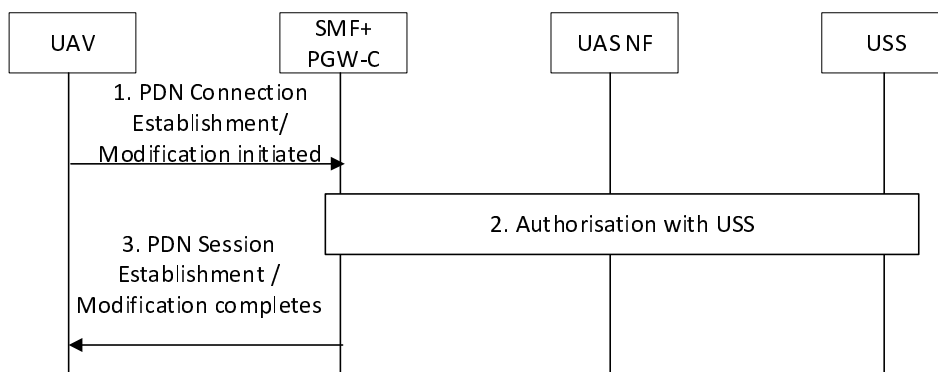 UAV
SMF+
PGW-C
UAS NF
USS
1. PDN Connection
Establishment/
Modification initiated
2. Authorisation with USS
3. PDN Session
Establishment /
Modification completes